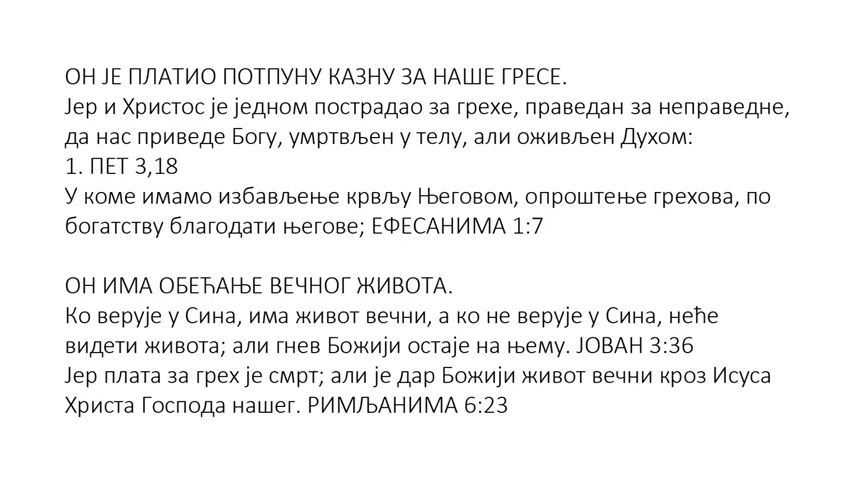 ОН ЈЕ ПЛАТИО ПОТПУНУ КАЗНУ ЗА НАШЕ ГРЕСЕ.
Јер и Христос је једном пострадао за грехе, праведан за неправедне,
да нас приведе Богу, умртвљен у телу, али оживљен Духом:
1. ПЕТ 3,18
У коме имамо избављење крвљу Његовом, опроштење грехова, по
богатству благодати његове; ЕФЕСАНИМА 1:7
ОН ИМА ОБЕЋАЊЕ ВЕЧНОГ ЖИВОТА.
Ко верује у Сина, има живот вечни, а ко не верује у Сина, неће
видети живота; али гнев Божији остаје на њему. ЈОВАН 3:36
Јер плата за грех је смрт; али је дар Божији живот вечни кроз Исуса
Христа Господа нашег. РИМЉАНИМА 6:23